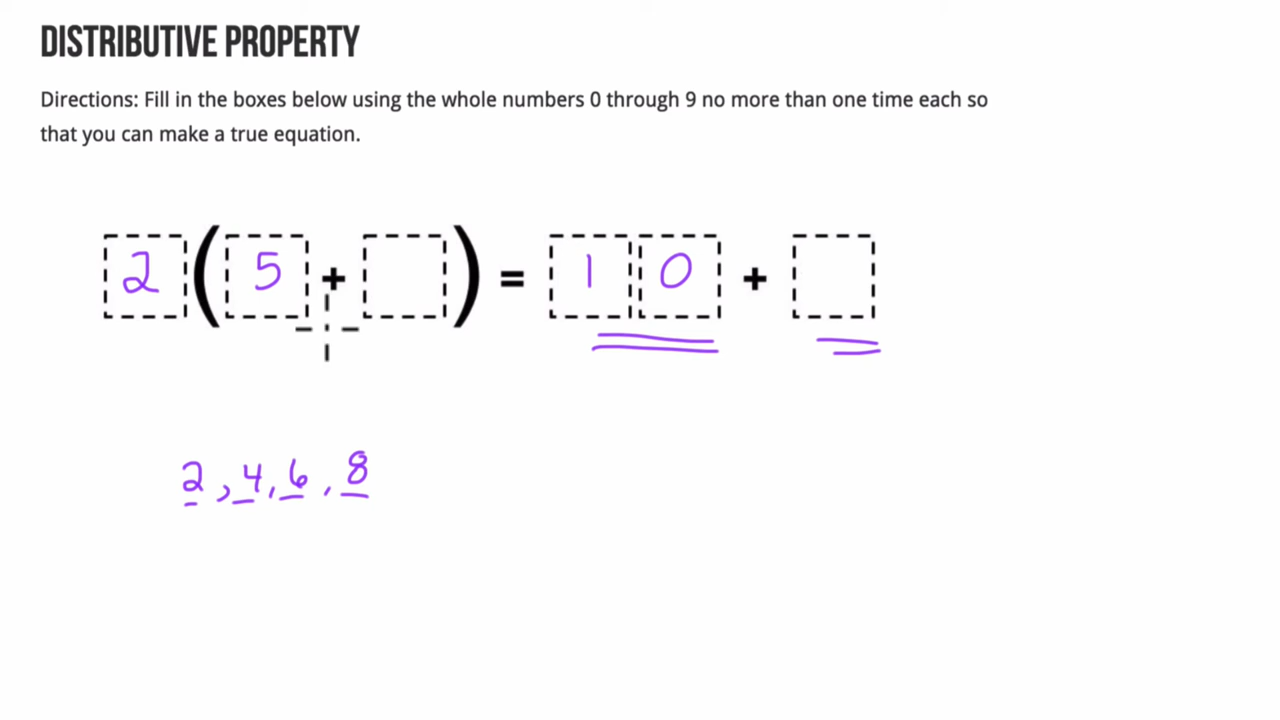 DISTRIBUTIVE PROPERTY
Directions: Fill in the boxes below using the whole numbers 0 through 9 no more than one time each so
that you can make a true equation.
2 ( 5 + ) = 1 0 +
2, 4, 6, 8